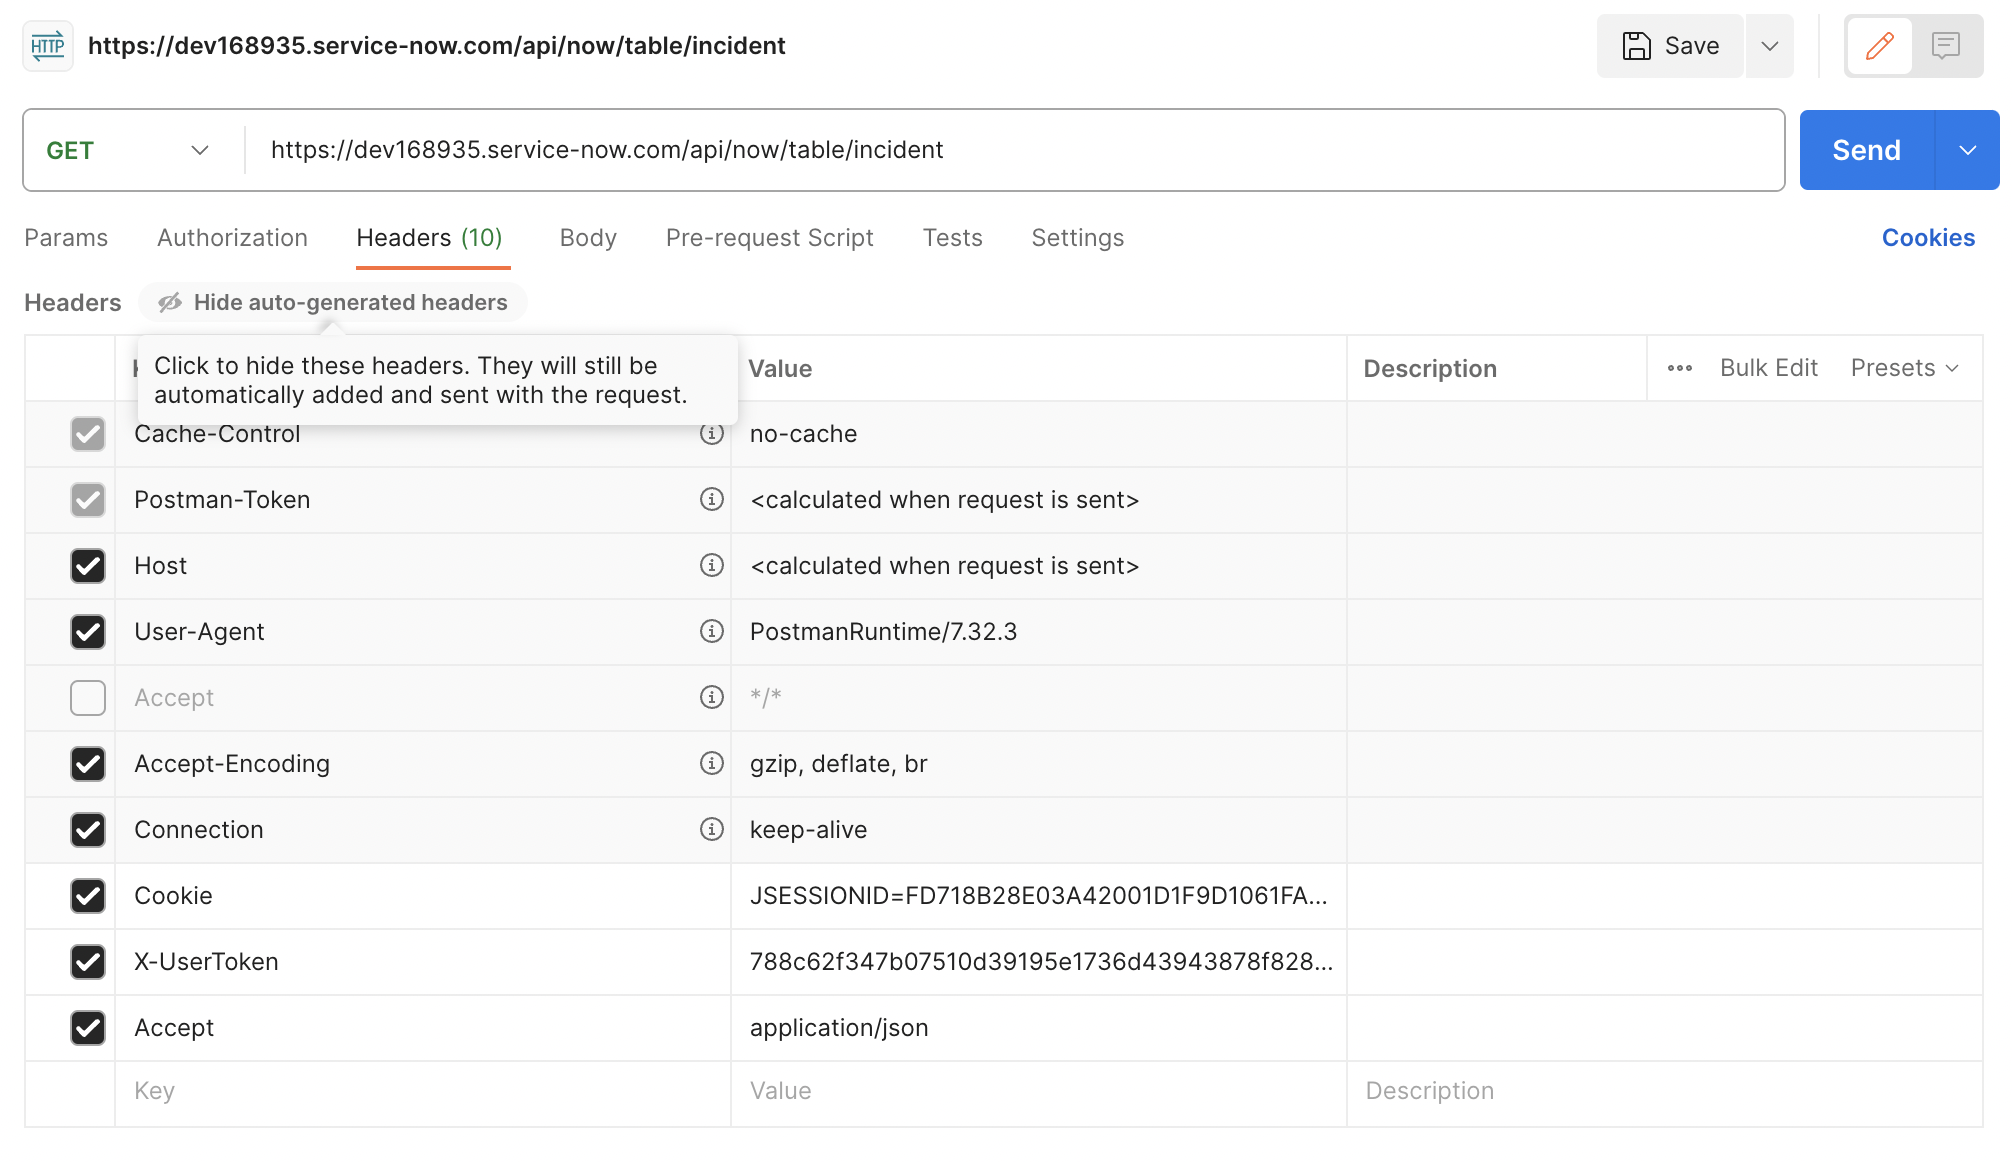 HTTP https://dev168935.service-now.com/api/now/table/incident Save
GET https://dev168935.service-now.com/api/now/table/incident Send
Params Authorization Headers (10) Body Pre-request Script Tests Settings Cookies
Headers Hide auto-generated headers
Click to hide these headers. They will still be
automatically added and sent with the request.
Value Description Bulk Edit Presets
Cache-Control no-cache
Postman-Token <calculated when request is sent>
Host <calculated when request is sent>
User-Agent PostmanRuntime/7.32.3
Accept */*
Accept-Encoding gzip, deflate, br
Connection keep-alive
Cookie JSESSIONID=FD718B28E03A42001D1F9D1061FA...
X-UserToken 788c62f347b07510d39195e1736d43943878f828...
Accept application/json
Key Value Description